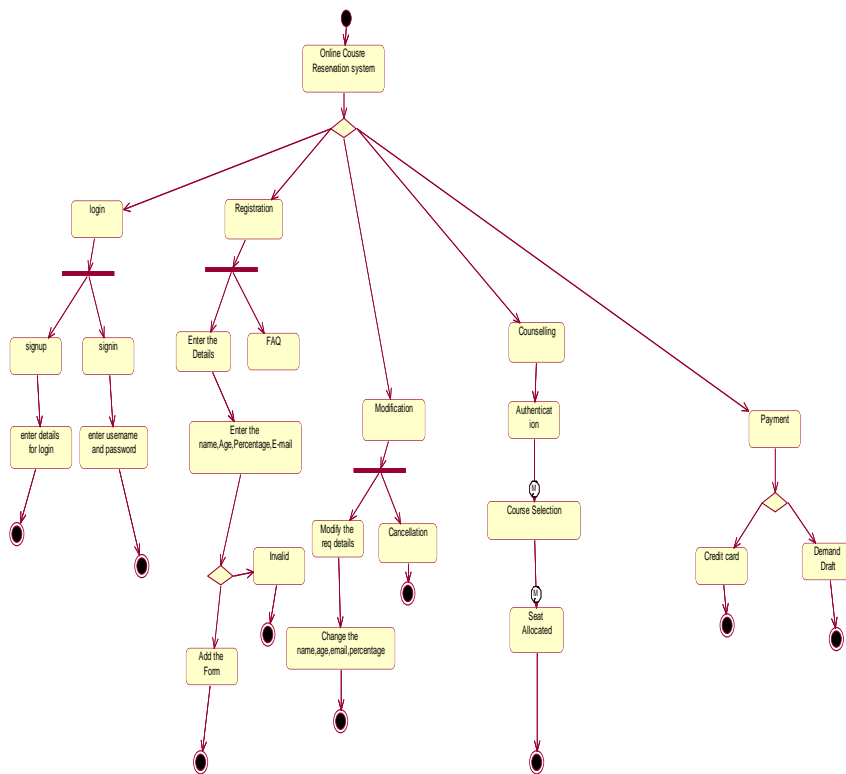 Online Cousre
Reservation system
login
Registration
Counselling
signup
signin
Enter the
Details
FAQ
Modification
Authenticat
ion
Payment
enter details
for login
enter username
and password
Enter the
name,Age,Percentage,E-mail
M
Course Selection
Modify the
req details
Cancellation
Invalid
Credit card
Demand
Draft
M
Seat
Allocated
Change the
name,age,email,percentage
Add the
Form